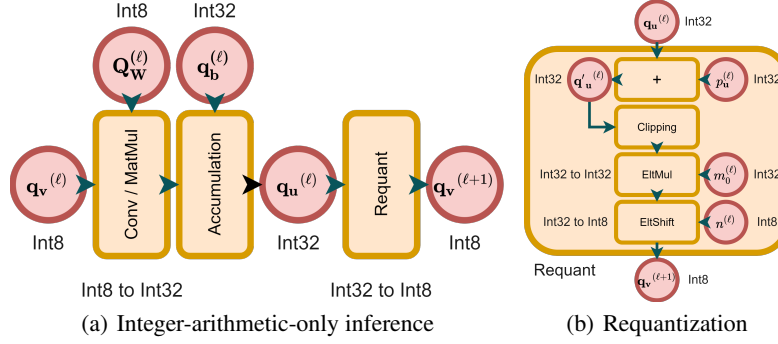 Int8
Int32
Q_W^(ℓ)
q_b^(ℓ)
q_v^(ℓ)
Conv / MatMul
Accumulation
q_u^(ℓ)
Requant
q_v^(ℓ+1)
Int8
Int32
Int8
Int8 to Int32
Int32 to Int8
(a) Integer-arithmetic-only inference
q_u^(ℓ)
Int32
Int32
q'_u^(ℓ)
+
p_u^(ℓ)
Int32
Clipping
Int32 to Int32
EltMul
m_0^(ℓ)
Int32
Int32 to Int8
EltShift
n^(ℓ)
Int8
Requant
q_v^(ℓ+1)
Int8
(b) Requantization